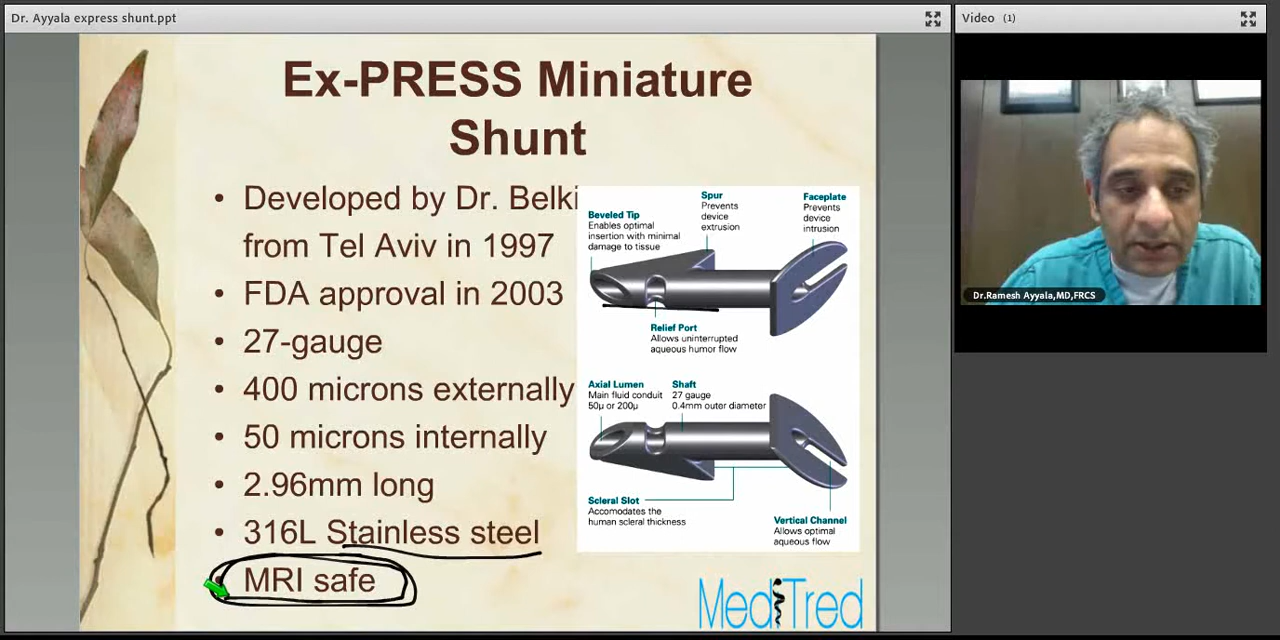 Dr. Ayyala express shunt.ppt
Video (1)
Ex-PRESS Miniature
Shunt
• Developed by Dr. Belki
from Tel Aviv in 1997
• FDA approval in 2003
• 27-gauge
• 400 microns externally
• 50 microns internally
• 2.96mm long
• 316L Stainless steel
• MRI safe
Beveled Tip
Enables optimal
insertion with minimal
damage to tissue
Spur
Prevents
device
extrusion
Faceplate
Prevents
device
intrusion
Relief Port
Allows uninterrupted
aqueous humor flow
Axial Lumen
Main fluid conduit
50µ or 200µ
Shaft
27 gauge
0.4mm outer diameter
Scleral Slot
Accomodates the
human scleral thickness
Vertical Channel
Allows optimal
aqueous flow
MediTred
Dr.Ramesh Ayyala,MD,FRCS